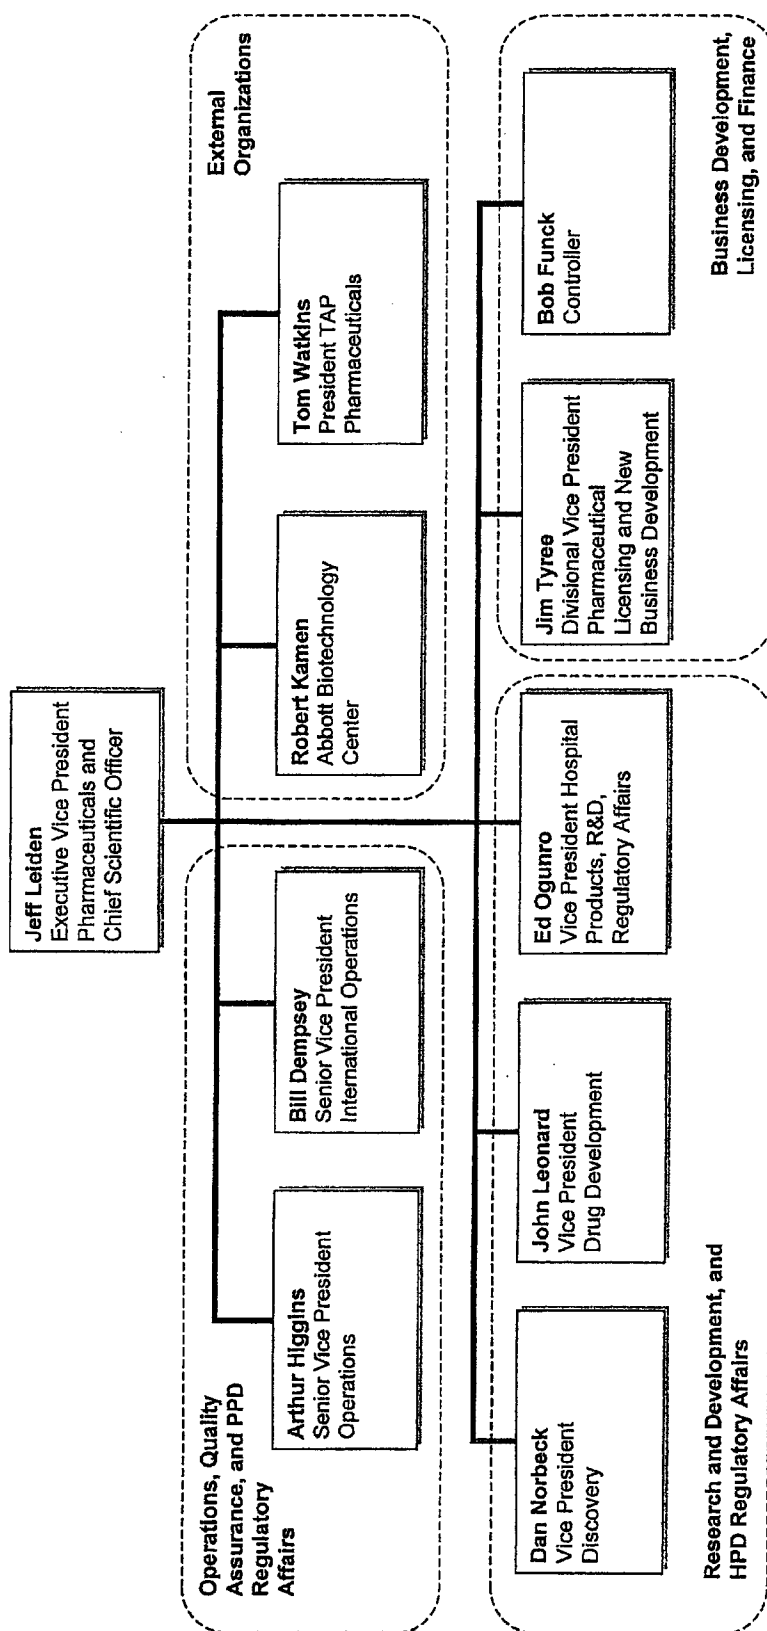 Jeff Leiden
Executive Vice President
Pharmaceuticals and
Chief Scientific Officer
Operations, Quality
Assurance, and PPD
Regulatory
Affairs
Arthur Higgins
Senior Vice President
Operations
Bill Dempsey
Senior Vice President
International Operations
External
Organizations
Robert Kamen
Abbott Biotechnology
Center
Tom Watkins
President TAP
Pharmaceuticals
Dan Norbeck
Vice President
Discovery
John Leonard
Vice President
Drug Development
Ed Ogunro
Vice President Hospital
Products, R&D,
Regulatory Affairs
Research and Development, and
HPD Regulatory Affairs
Jim Tyree
Divisional Vice President
Pharmaceutical
Licensing and New
Business Development
Bob Funck
Controller
Business Development,
Licensing, and Finance